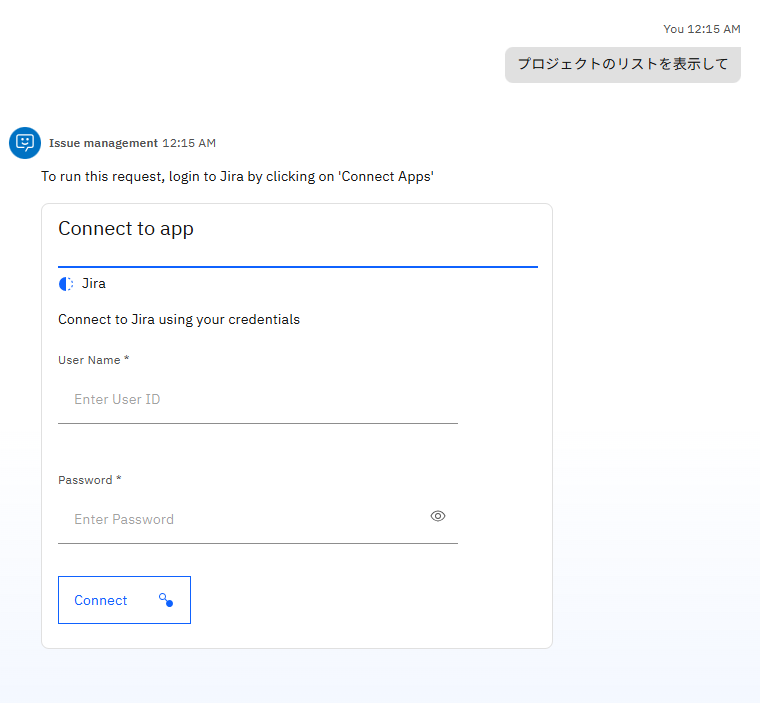 You 12:15 AM
プロジェクトのリストを表示して
Issue management 12:15 AM
To run this request, login to Jira by clicking on 'Connect Apps'
Connect to app
Jira
Connect to Jira using your credentials
User Name *
Enter User ID
Password *
Enter Password
Connect